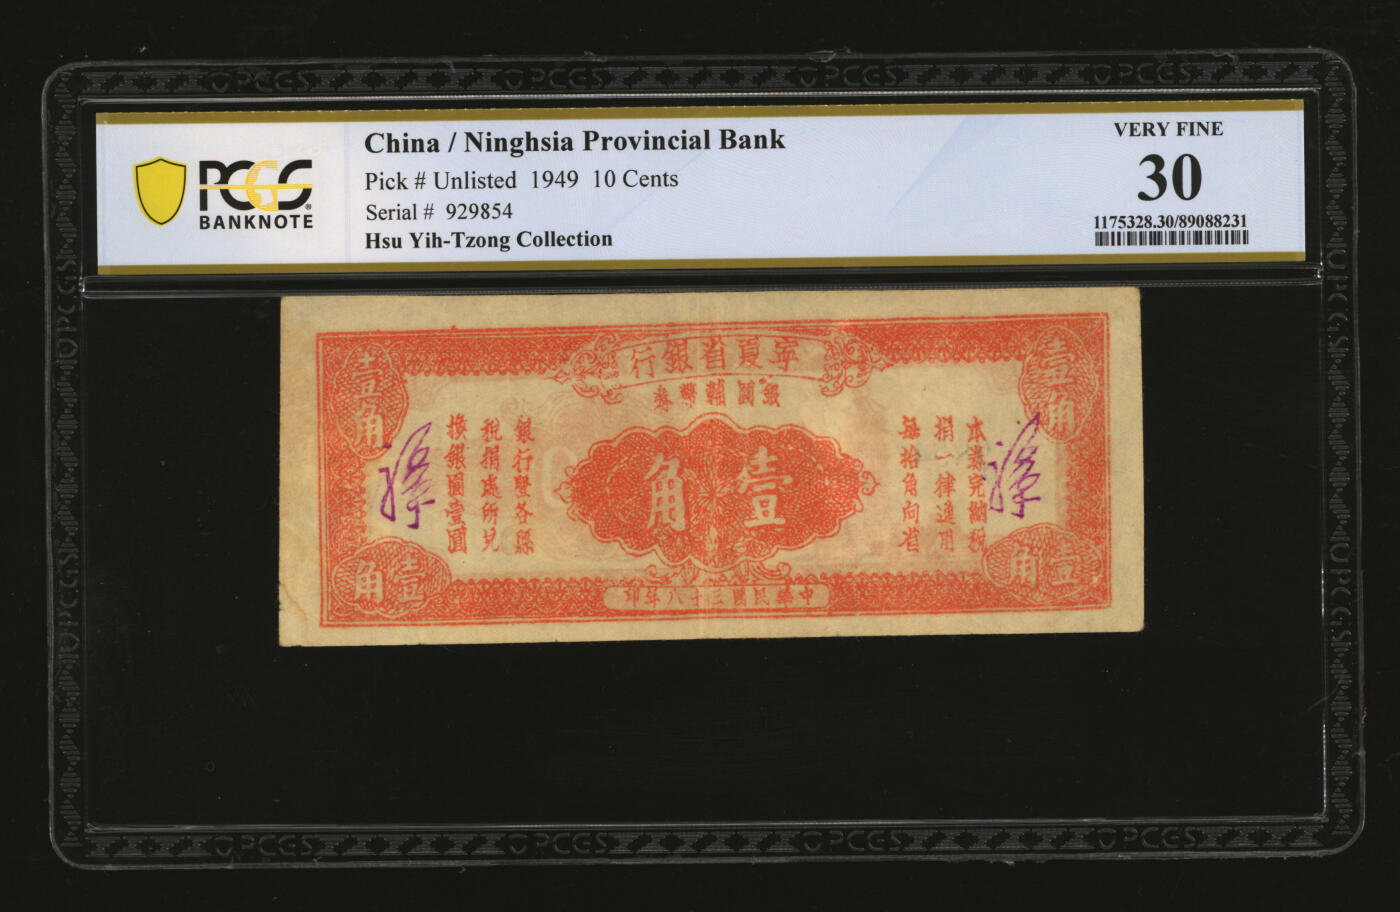 China / Ninghsia Provincial Bank
Pick # Unlisted 1949 10 Cents
Serial # 929854
Hsu Yih-Tzong Collection
PCGS
BANKNOTE
VERY FINE
30
1175328.30/89088231
行銀省夏寧
券幣輔圓銀
壹角
壹角
角壹
本券完納稅
捐一律通用
每拾角向省
銀行暨各縣
稅捐處所兌
換銀圓壹圓
角壹
角壹
印年八十三國民華中